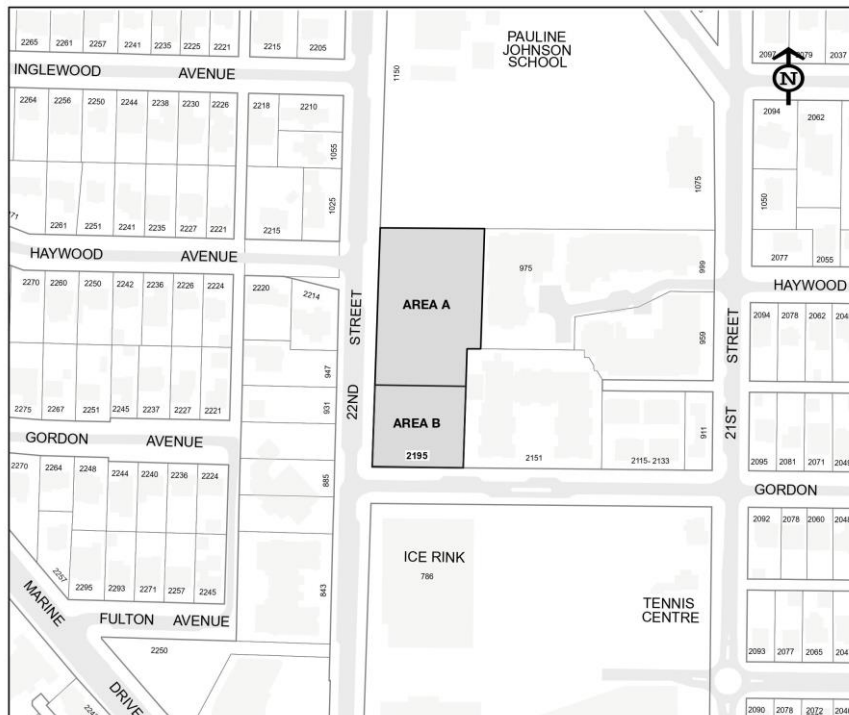 2265 2261 2257 2241 2235 2225 2221 2215 2205
PAULINE
JOHNSON
SCHOOL
2097 2079 2037
INGLEWOOD AVENUE
1150
N
2264 2256 2250 2244 2238 2230 2226 2218 2210
2094 2062
1055
1075
1025
1050
2261 2251 2241 2235 2227 2221 2215
2077 2055
HAYWOOD AVENUE
975
999
HAYWOOD
2270 2260 2250 2242 2236 2226 2224 2220 2214
AREA A
STREET
22ND
959
STREET
21ST
2094 2078 2062
947
931
2275 2267 2251 2245 2237 2227 2221
AREA B
2195
2151
2115- 2133
911
GORDON AVENUE
2095 2081 2071 2049
2270 2264 2248 2244 2240 2236 2224
885
GORDON
2092 2078 2060 2048
ICE RINK
786
2257
2295 2293 2271 2257 2245
843
MARINE
DRIVE
FULTON AVENUE
TENNIS
CENTRE
2250
2093 2077 2065
2090 2078 2072